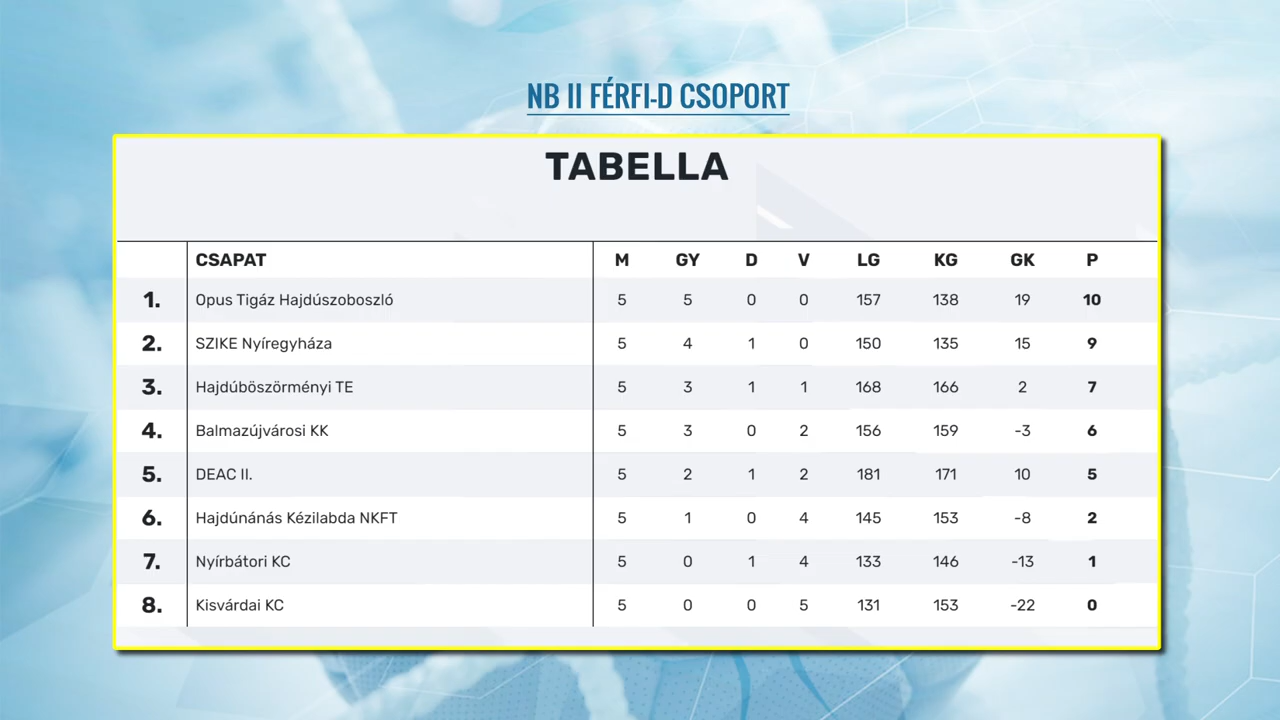 NB II FÉRFI-D CSOPORT
TABELLA
CSAPAT M GY D V LG KG GK P
1. Opus Tigáz Hajdúszoboszló 5 5 0 0 157 138 19 10
2. SZIKE Nyíregyháza 5 4 1 0 150 135 15 9
3. Hajdúböszörményi TE 5 3 1 1 168 166 2 7
4. Balmazújvárosi KK 5 3 0 2 156 159 -3 6
5. DEAC II. 5 2 1 2 181 171 10 5
6. Hajdúnánás Kézilabda NKFT 5 1 0 4 145 153 -8 2
7. Nyírbátori KC 5 0 1 4 133 146 -13 1
8. Kisvárdai KC 5 0 0 5 131 153 -22 0